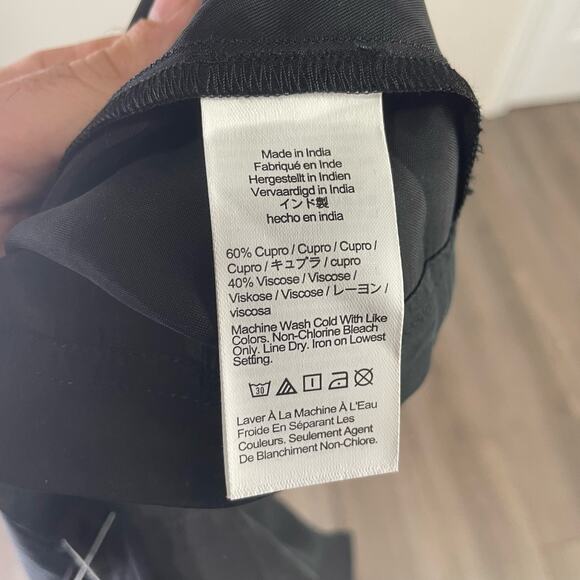 Made in India
Fabriqué en Inde
Hergestellt in Indien
Vervaardigd in India
インド製
hecho en india
60% Cupro / Cupro / Cupro /
Cupro / キュプラ / cupro
40% Viscose / Viscose /
Viskose / Viscose / レーヨン /
viscosa
Machine Wash Cold With Like
Colors. Non-Chlorine Bleach
Only. Line Dry. Iron on Lowest
Setting.
30
Laver À La Machine À L'Eau
Froide En Séparant Les
Couleurs. Seulement Agent
De Blanchiment Non-Chlore.